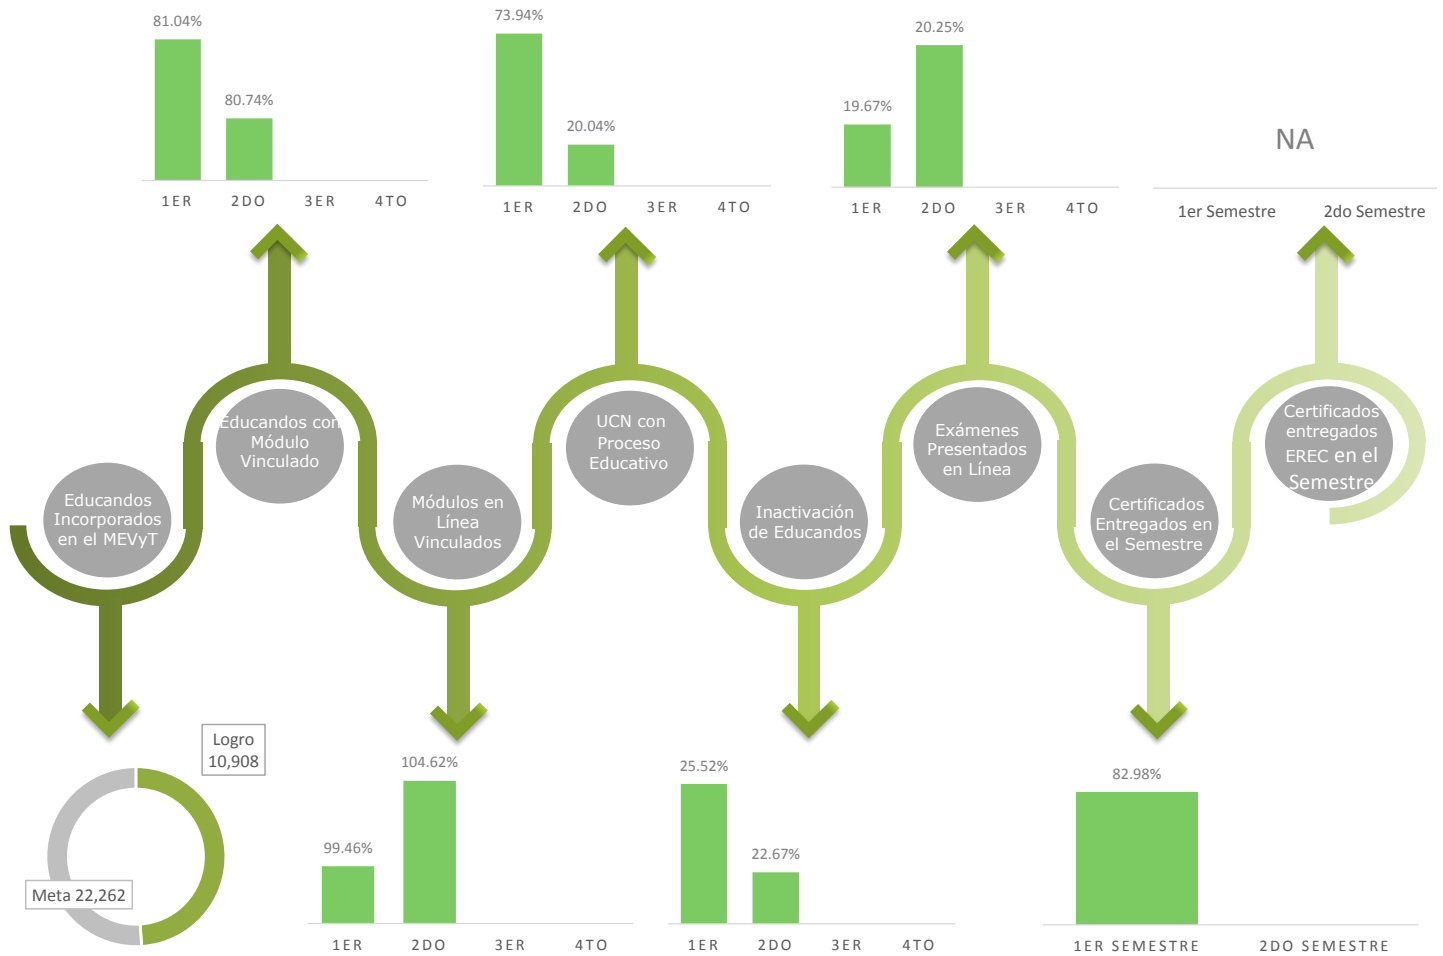 81.04%
80.74%
1ER 2DO 3ER 4TO
73.94%
20.04%
1ER 2DO 3ER 4TO
19.67%
20.25%
1ER 2DO 3ER 4TO
NA
1er Semestre 2do Semestre
Educandos
Incorporados
en el MEVyT
Educandos con
Módulo
Vinculado
Módulos en
Línea
Vinculados
UCN con
Proceso
Educativo
Inactivación
de Educandos
Exámenes
Presentados
en Línea
Certificados
Entregados en
el Semestre
Certificados
entregados
EREC en el
Semestre
Logro
10,908
Meta 22,262
99.46%
104.62%
1ER 2DO 3ER 4TO
25.52%
22.67%
1ER 2DO 3ER 4TO
82.98%
1ER SEMESTRE 2DO SEMESTRE